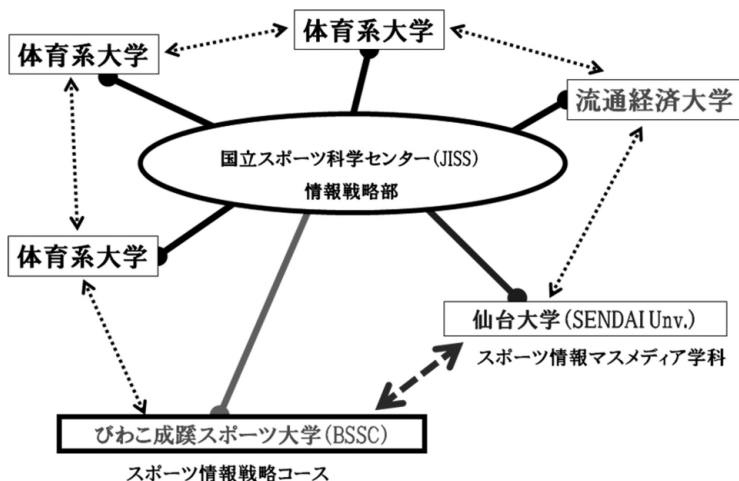 体育系大学
体育系大学
流通経済大学
国立スポーツ科学センター(JISS)
情報戦略部
体育系大学
仙台大学(SENDAI Unv.)
スポーツ情報マスメディア学科
びわこ成蹊スポーツ大学(BSSC)
スポーツ情報戦略コース